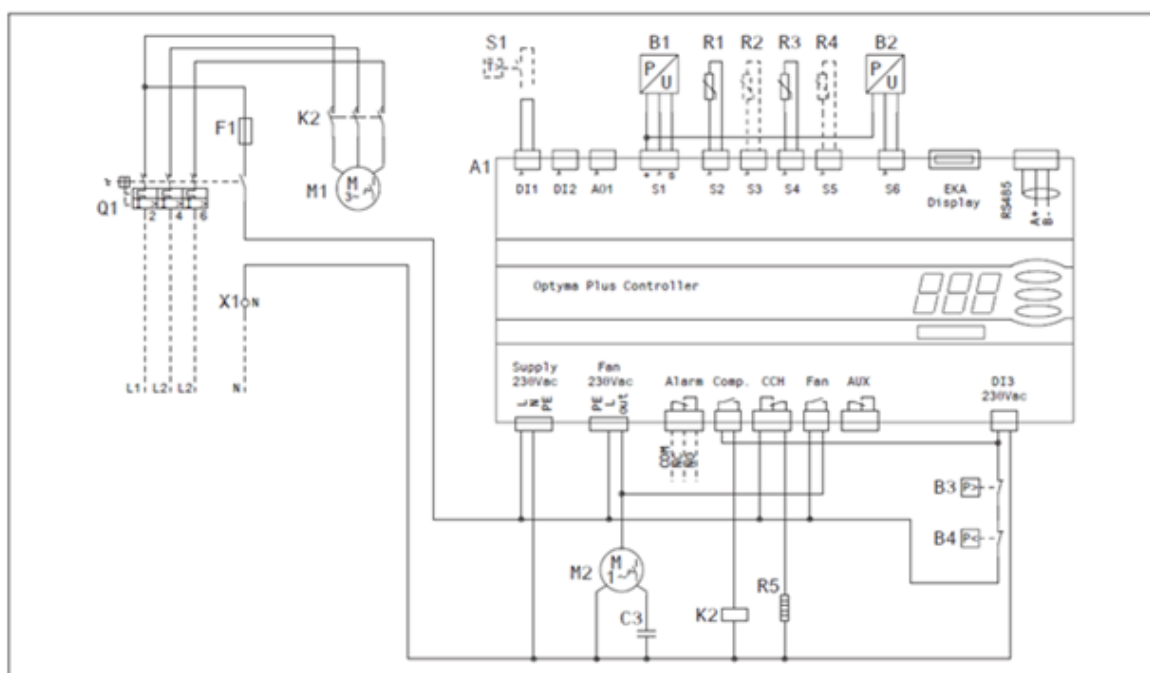 S1 B1 R1 R2 R3 R4 B2
P U P U
F1
K2
A1
DI1 DI2 AO1 S1 S2 S3 S4 S5 S6 EKA Display RS485 A+ B-
M 3~
M1
Q1
2 4 6
X1 N
Optyma Plus Controller
L1 L2 L2 N
Supply 230Vac
L N PE
Fan 230Vac
PE L out
Alarm Comp. CCH Fan AUX
DI3 230Vac
COM NC NO
B3 P>
B4 P<
M2
M 1~
R5
C3
K2